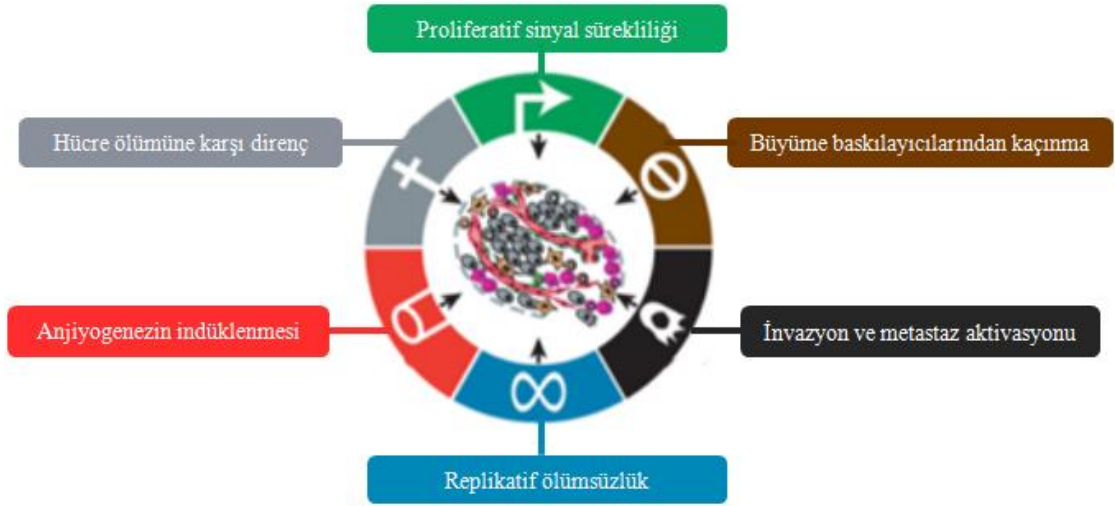 Proliferatif sinyal sürekliliği
Hücre ölümüne karşı direnç
Büyüme baskılayıcılarından kaçınma
Anjiyogenezin indüklenmesi
İnvazyon ve metastaz aktivasyonu
Replikatif ölümsüzlük